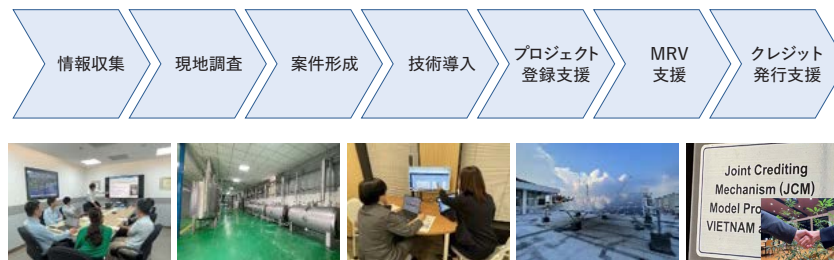 情報収集
現地調査
案件形成
技術導入
プロジェクト
登録支援
MRV
支援
クレジット
発行支援
Joint Crediting
Mechanism (JCM)
Model Pro
VIETNAM